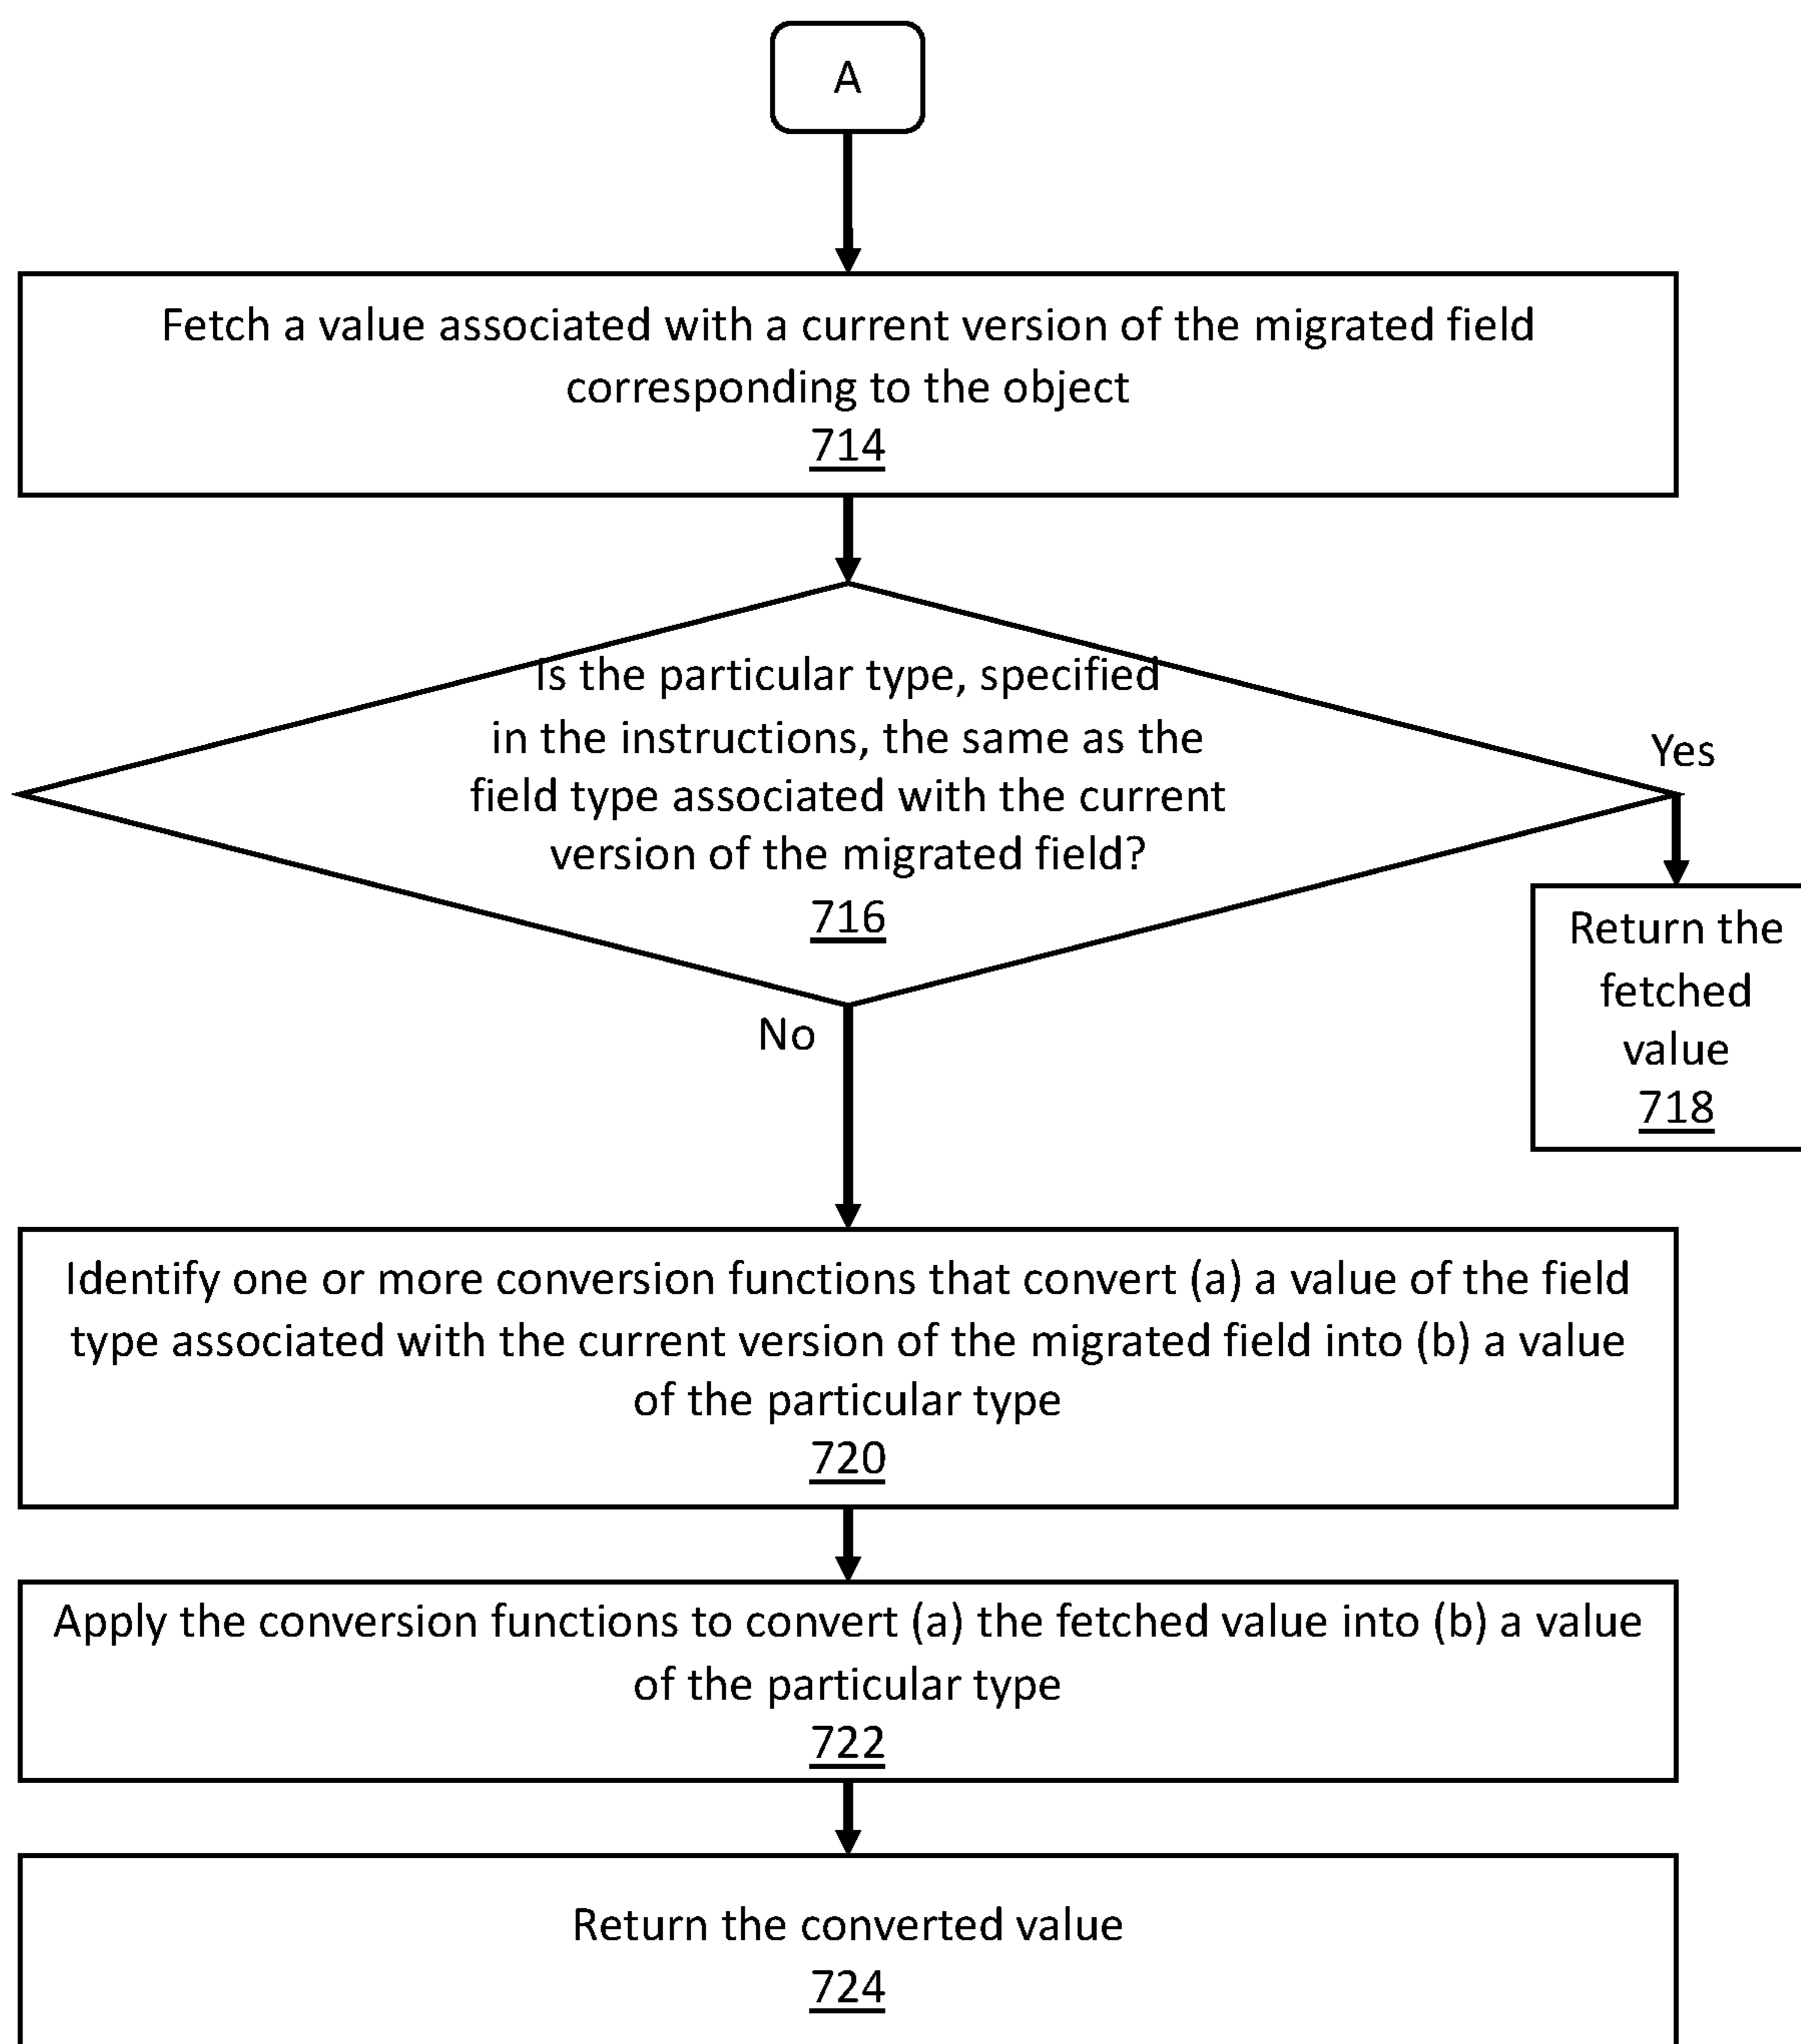 A
Fetch a value associated with a current version of the migrated field
corresponding to the object
714
Is the particular type, specified
in the instructions, the same as the
field type associated with the current
version of the migrated field?
716
Yes
Return the
fetched
value
718
No
Identify one or more conversion functions that convert (a) a value of the field
type associated with the current version of the migrated field into (b) a value
of the particular type
720
Apply the conversion functions to convert (a) the fetched value into (b) a value
of the particular type
722
Return the converted value
724